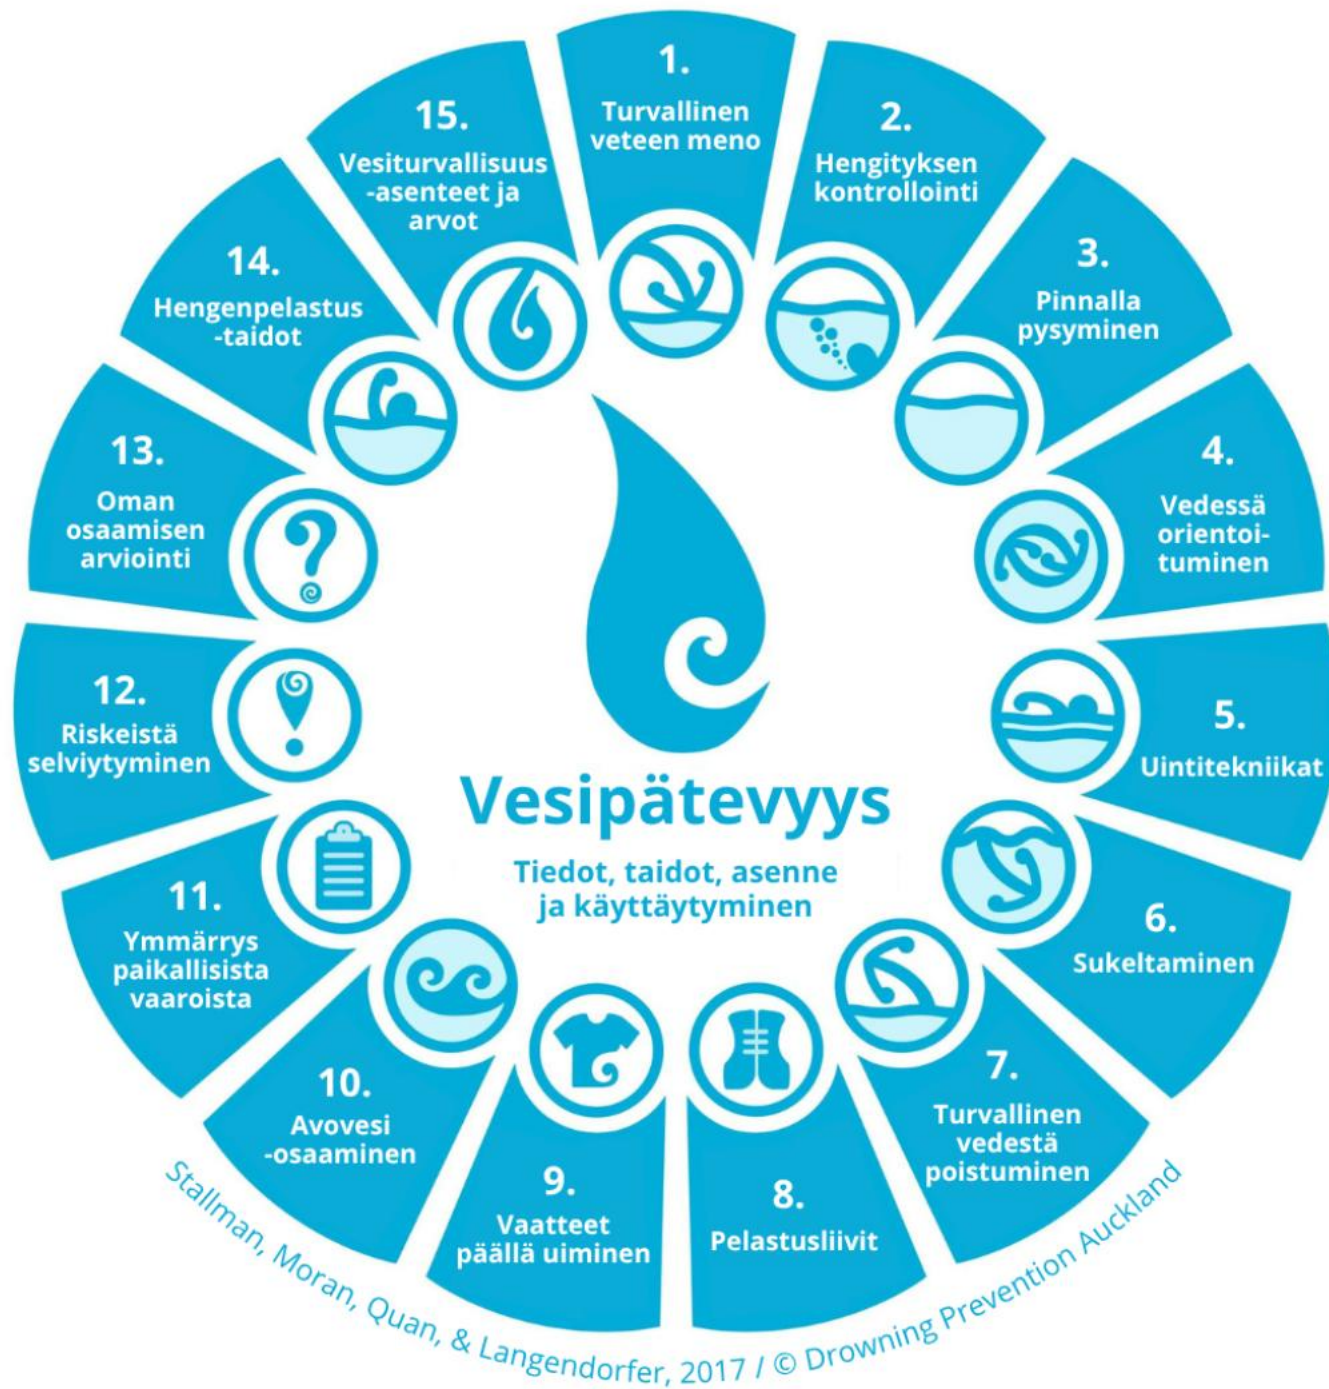 1.
Turvallinen
veteen meno
2.
Hengityksen
kontrollointi
3.
Pinnalla
pysyminen
4.
Vedessä
orientoi-
tuminen
5.
Uintitekniikat
6.
Sukeltaminen
7.
Turvallinen
vedestä
poistuminen
8.
Pelastusliivit
9.
Vaatteet
päällä uiminen
10.
Avovesi
-osaaminen
11.
Ymmärrys
paikallisista
vaaroista
12.
Riskeistä
selviytyminen
13.
Oman
osaamisen
arviointi
14.
Hengenpelastus
-taidot
15.
Vesiturvallisuus
-asenteet ja
arvot
Vesipätevyys
Tiedot, taidot, asenne
ja käyttäytyminen
Stallman, Moran, Quan, & Langendorfer, 2017 / © Drowning Prevention Auckland